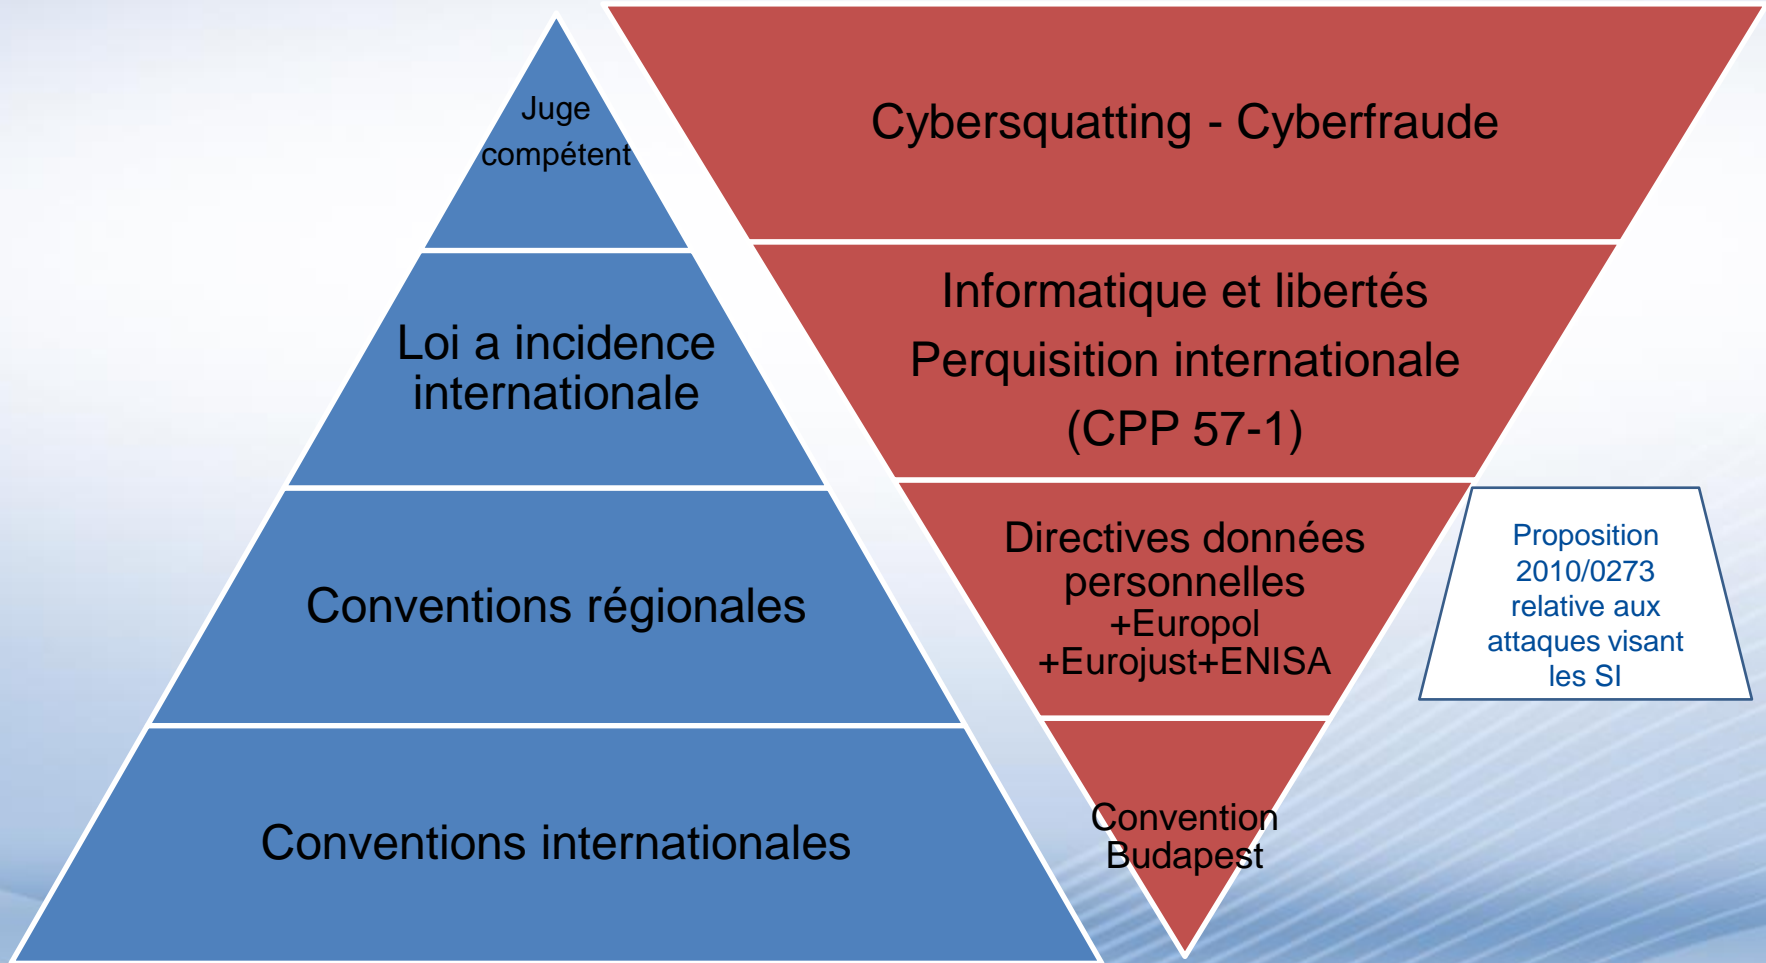 Juge
compétent
Loi a incidence
internationale
Conventions régionales
Conventions internationales
Cybersquatting - Cyberfraude
Informatique et libertés
Perquisition internationale
(CPP 57-1)
Directives données
personnelles
+Europol
+Eurojust+ENISA
Convention
Budapest
Proposition
2010/0273
relative aux
attaques visant
les SI